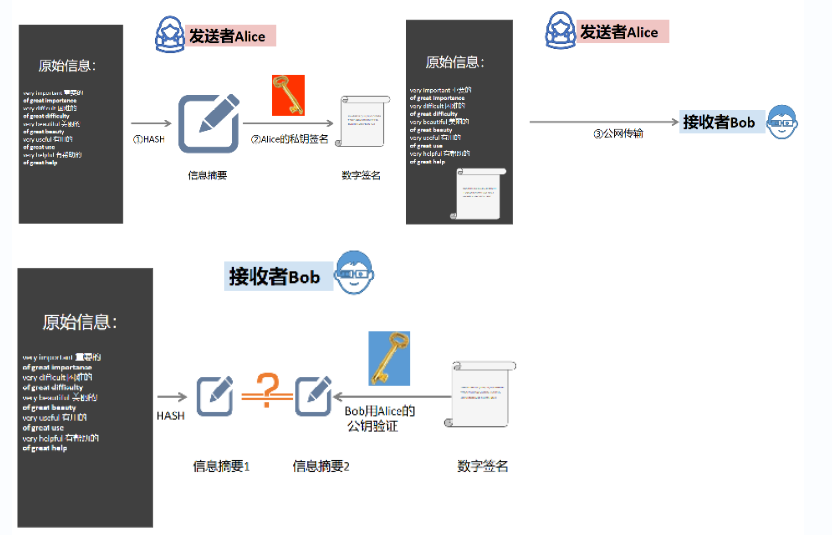 发送者Alice
原始信息：
very important 重要的
of great importance
very difficult 困难的
of great difficulty
very beautiful 美丽的
of great beauty
very useful 有用的
of great use
very helpful 有帮助的
of great help
①HASH
信息摘要
②Alice的私钥签名
数字签名
发送者Alice
原始信息：
very important 重要的
of great importance
very difficult 困难的
of great difficulty
very beautiful 美丽的
of great beauty
very useful 有用的
of great use
very helpful 有帮助的
of great help
③公网传输
接收者Bob
接收者Bob
原始信息：
very important 重要的
of great importance
very difficult 困难的
of great difficulty
very beautiful 美丽的
of great beauty
very useful 有用的
of great use
very helpful 有帮助的
of great help
HASH
信息摘要1
?
信息摘要2
Bob用Alice的
公钥验证
数字签名